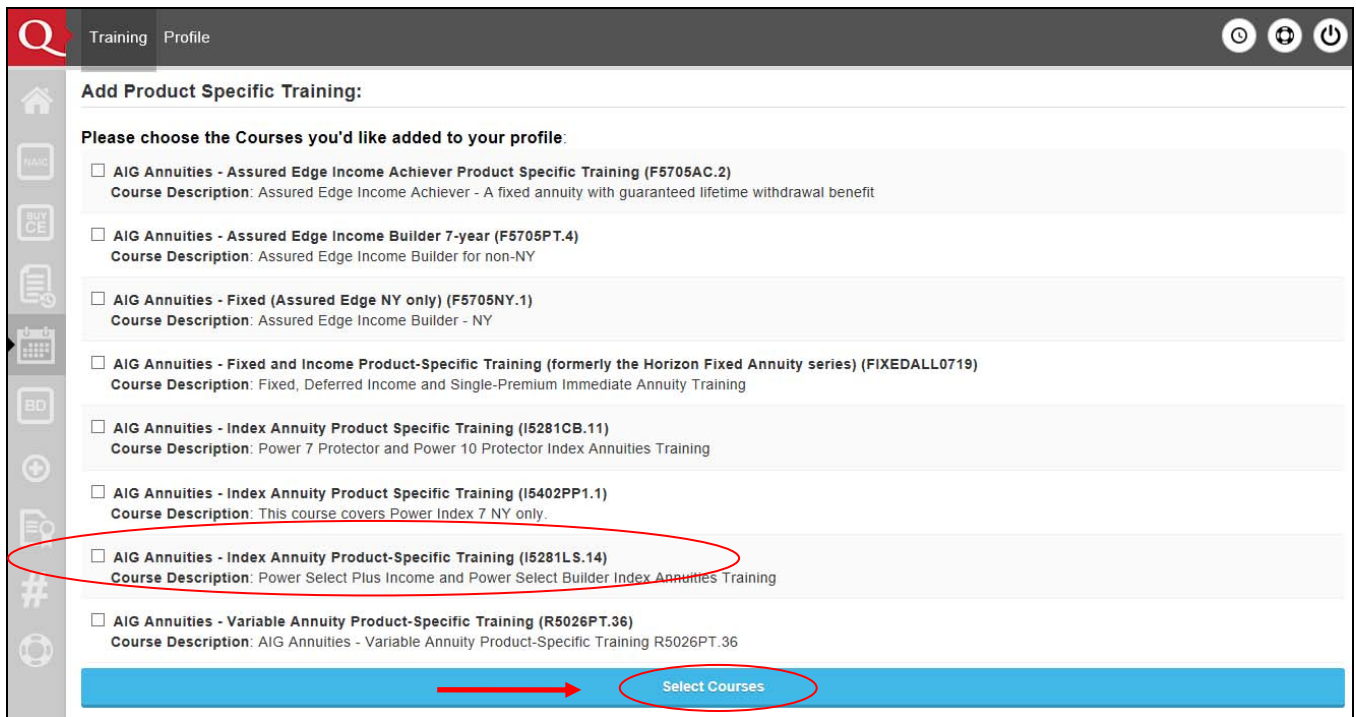 Q Training Profile
Add Product Specific Training:
Please choose the Courses you'd like added to your profile:
AIG Annuities - Assured Edge Income Achiever Product Specific Training (F5705AC.2)
Course Description: Assured Edge Income Achiever - A fixed annuity with guaranteed lifetime withdrawal benefit
NAIC
AIG Annuities - Assured Edge Income Builder 7-year (F5705PT.4)
Course Description: Assured Edge Income Builder for non-NY
BUY
CE
AIG Annuities - Fixed (Assured Edge NY only) (F5705NY.1)
Course Description: Assured Edge Income Builder - NY
AIG Annuities - Fixed and Income Product-Specific Training (formerly the Horizon Fixed Annuity series) (FIXEDALL0719)
Course Description: Fixed, Deferred Income and Single-Premium Immediate Annuity Training
BD
AIG Annuities - Index Annuity Product Specific Training (I5281CB.11)
Course Description: Power 7 Protector and Power 10 Protector Index Annuities Training
AIG Annuities - Index Annuity Product Specific Training (I5402PP1.1)
Course Description: This course covers Power Index 7 NY only.
AIG Annuities - Index Annuity Product-Specific Training (I5281LS.14)
Course Description: Power Select Plus Income and Power Select Builder Index Annuities Training
#
AIG Annuities - Variable Annuity Product-Specific Training (R5026PT.36)
Course Description: AIG Annuities - Variable Annuity Product-Specific Training R5026PT.36
Select Courses